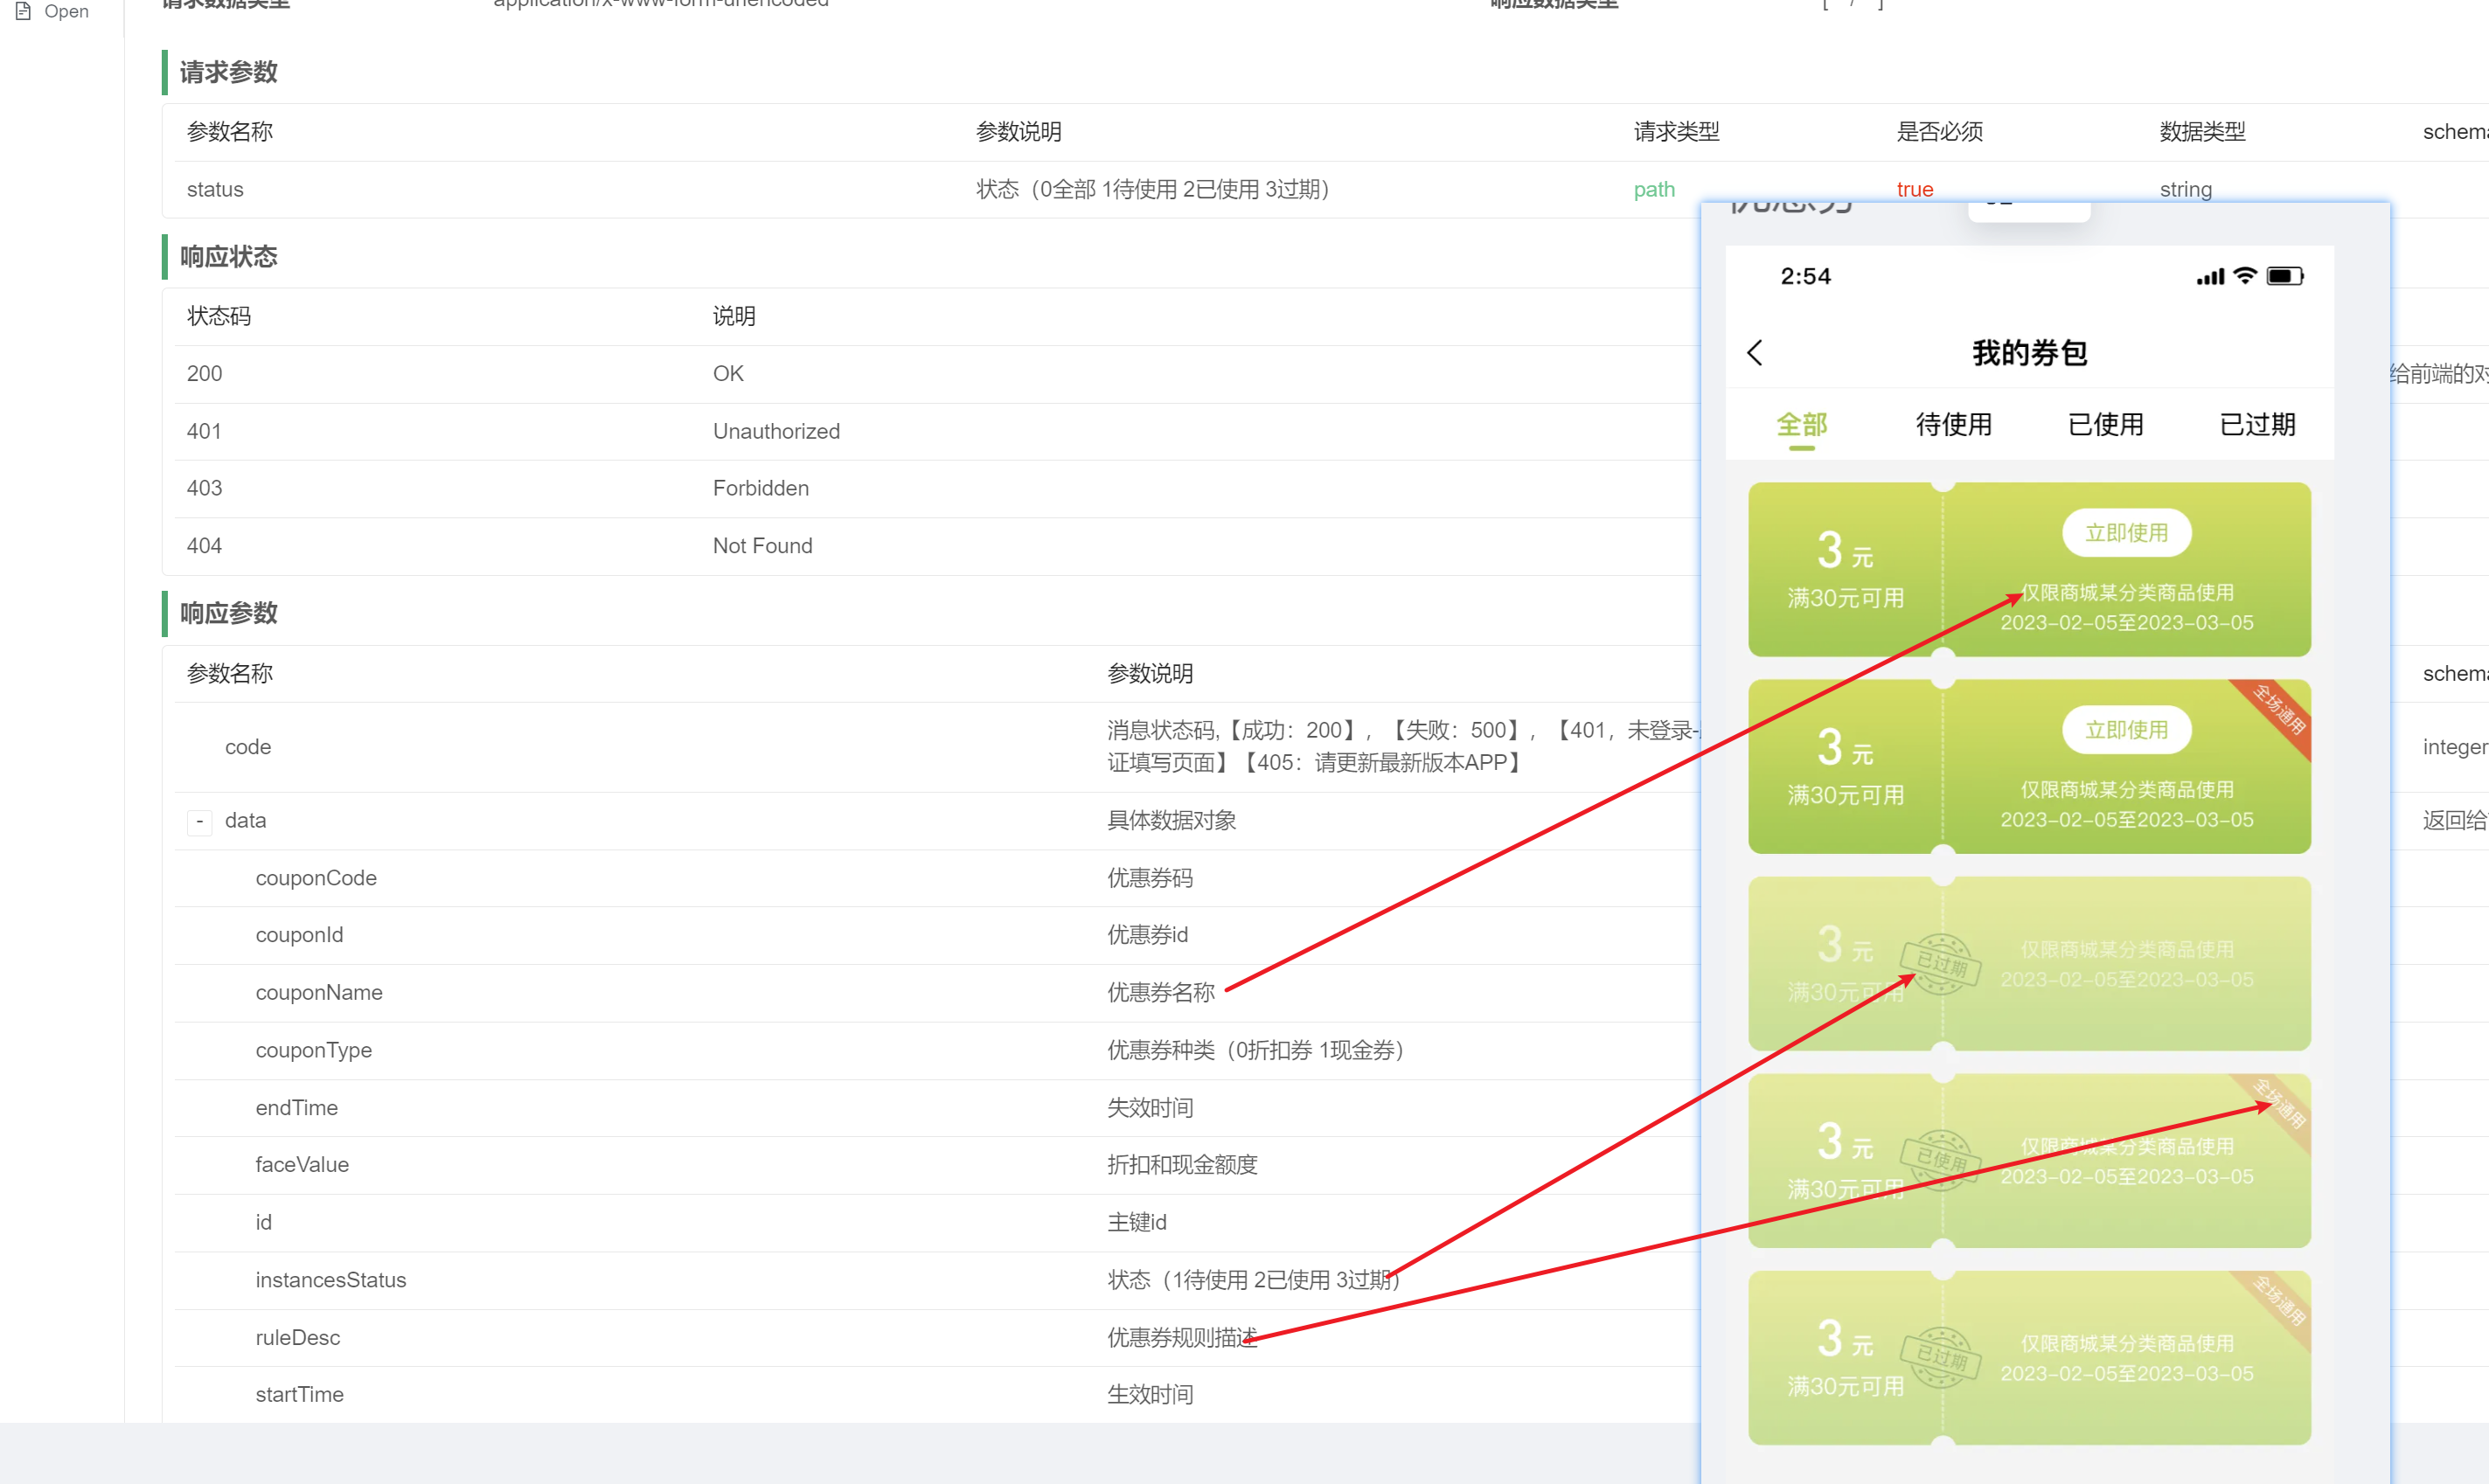 Open
请求数据类型
application/x-www-form-urlencoded
响应数据类型
请求参数
参数名称
参数说明
请求类型
是否必须
数据类型
schema
status
状态（0全部 1待使用 2已使用 3过期）
path
true
string
响应状态
状态码
说明
200
OK
给前端的对
401
Unauthorized
403
Forbidden
404
Not Found
响应参数
参数名称
参数说明
schema
code
消息状态码,【成功：200】，【失败：500】，【401，未登录-
证填写页面】【405：请更新最新版本APP】
integer
- data
具体数据对象
返回给
couponCode
优惠券码
couponId
优惠券id
couponName
优惠券名称
couponType
优惠券种类（0折扣券 1现金券）
endTime
失效时间
faceValue
折扣和现金额度
id
主键id
instancesStatus
状态（1待使用 2已使用 3过期）
ruleDesc
优惠券规则描述
startTime
生效时间
优惠券
2:54
我的券包
全部
待使用
已使用
已过期
3元
满30元可用
立即使用
仅限商城某分类商品使用
2023-02-05至2023-03-05
3元
满30元可用
立即使用
仅限商城某分类商品使用
2023-02-05至2023-03-05
全场通用
3元
满30元可用
已过期
仅限商城某分类商品使用
2023-02-05至2023-03-05
3元
满30元可用
已使用
仅限商城某分类商品使用
2023-02-05至2023-03-05
全场通用
3元
满30元可用
已过期
仅限商城某分类商品使用
2023-02-05至2023-03-05
全场通用